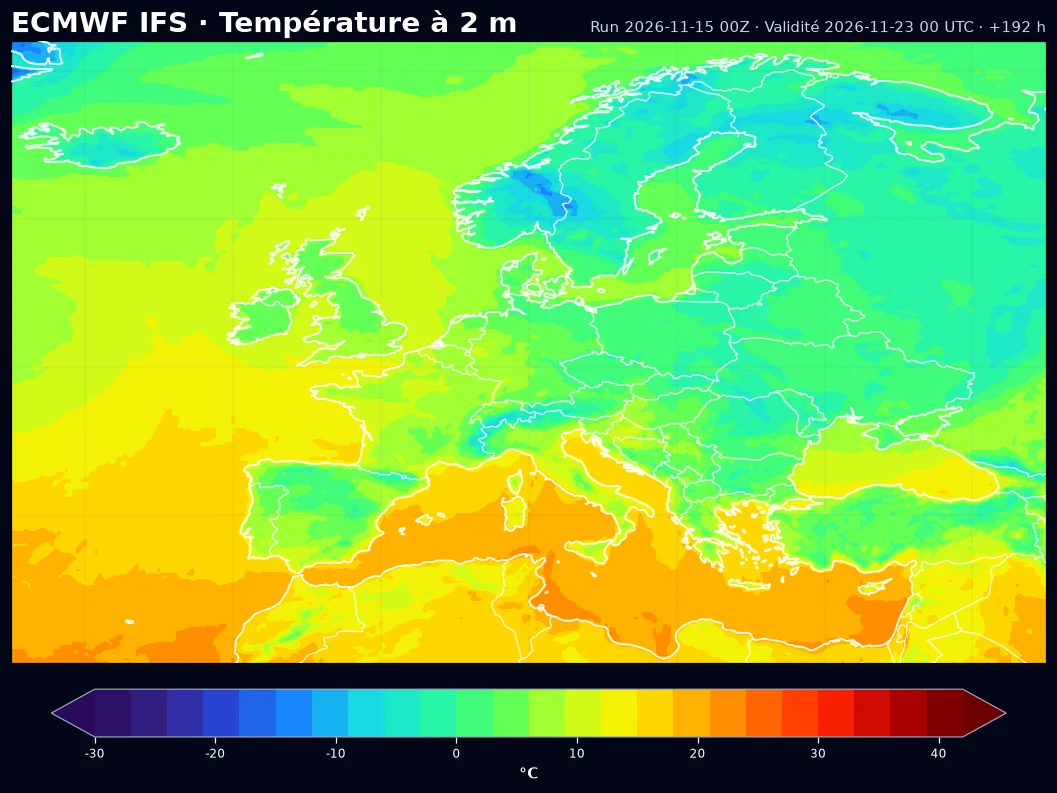 ECMWF IFS · Température à 2 m
Run 2026-11-15 00Z · Validité 2026-11-23 00 UTC · +192 h
-30 -20 -10 0 10 20 30 40
°C